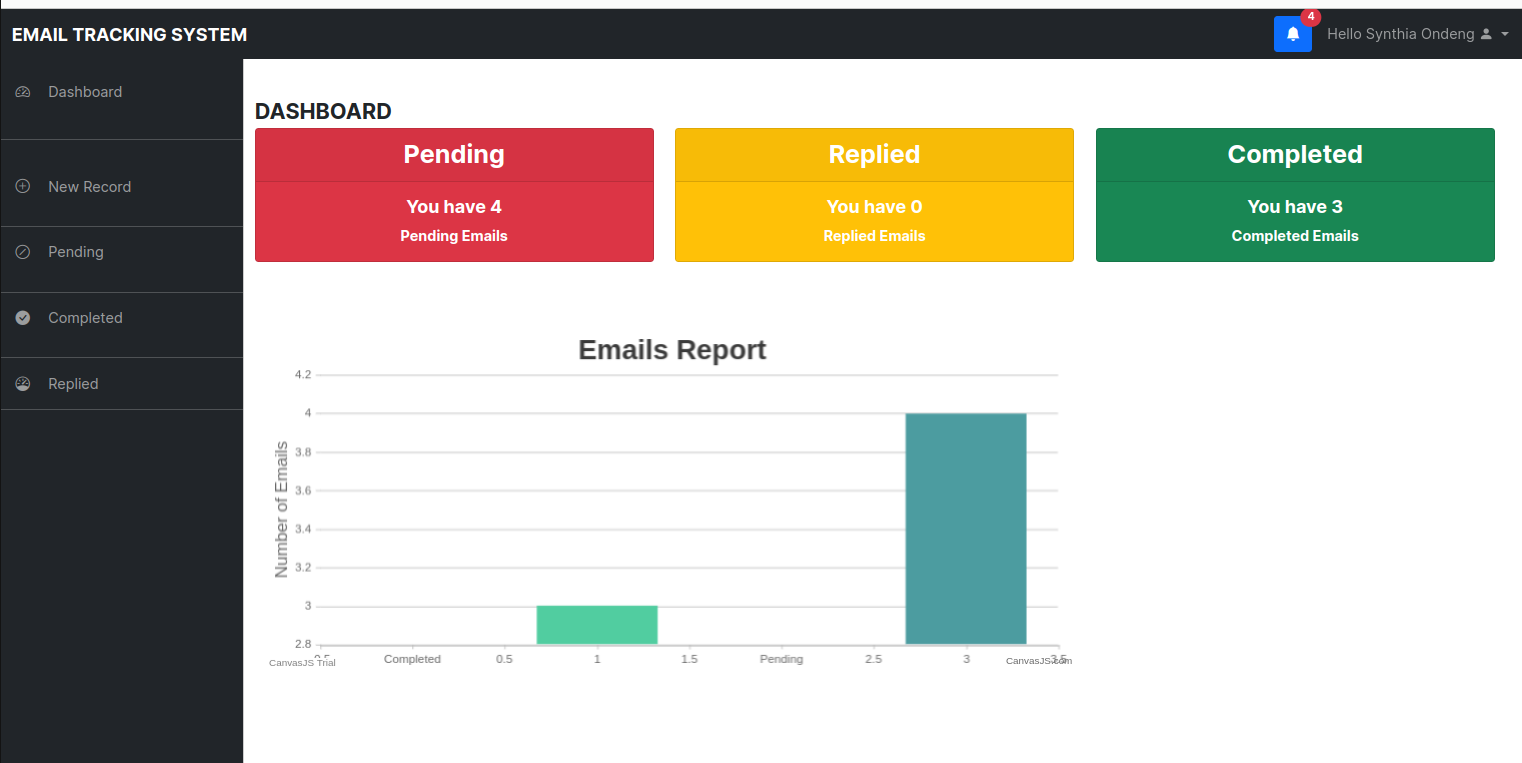 EMAIL TRACKING SYSTEM
4
Hello Synthia Ondeng
Dashboard
New Record
Pending
Completed
Replied
DASHBOARD
Pending
You have 4
Pending Emails
Replied
You have 0
Replied Emails
Completed
You have 3
Completed Emails
Emails Report
Number of Emails
4.2
4
3.8
3.6
3.4
3.2
3
2.8
Completed 0.5 1 1.5 Pending 2.5 3 3.5
CanvasJS Trial
CanvasJS.com